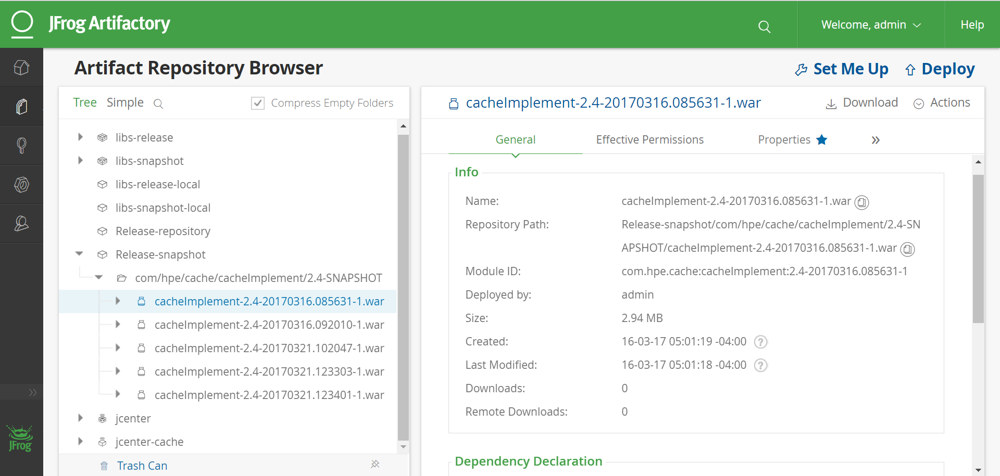 JFrog Artifactory
Welcome, admin
Help
Artifact Repository Browser
Set Me Up
Deploy
Tree
Simple
Compress Empty Folders
libs-release
libs-snapshot
libs-release-local
libs-snapshot-local
Release-repository
Release-snapshot
com/hpe/cache/cacheImplement/2.4-SNAPSHOT
cacheImplement-2.4-20170316.085631-1.war
cacheImplement-2.4-20170316.092010-1.war
cacheImplement-2.4-20170321.102047-1.war
cacheImplement-2.4-20170321.123303-1.war
cacheImplement-2.4-20170321.123401-1.war
jcenter
jcenter-cache
Trash Can
JFrog
cacheImplement-2.4-20170316.085631-1.war
Download
Actions
General
Effective Permissions
Properties
Info
Name: cacheImplement-2.4-20170316.085631-1.war
Repository Path: Release-snapshot/com/hpe/cache/cacheImplement/2.4-SN
APSHOT/cacheImplement-2.4-20170316.085631-1.war
Module ID: com.hpe.cache:cacheImplement:2.4-20170316.085631-1
Deployed by: admin
Size: 2.94 MB
Created: 16-03-17 05:01:19 -04:00 ?
Last Modified: 16-03-17 05:01:18 -04:00 ?
Downloads: 0
Remote Downloads: 0
Dependency Declaration